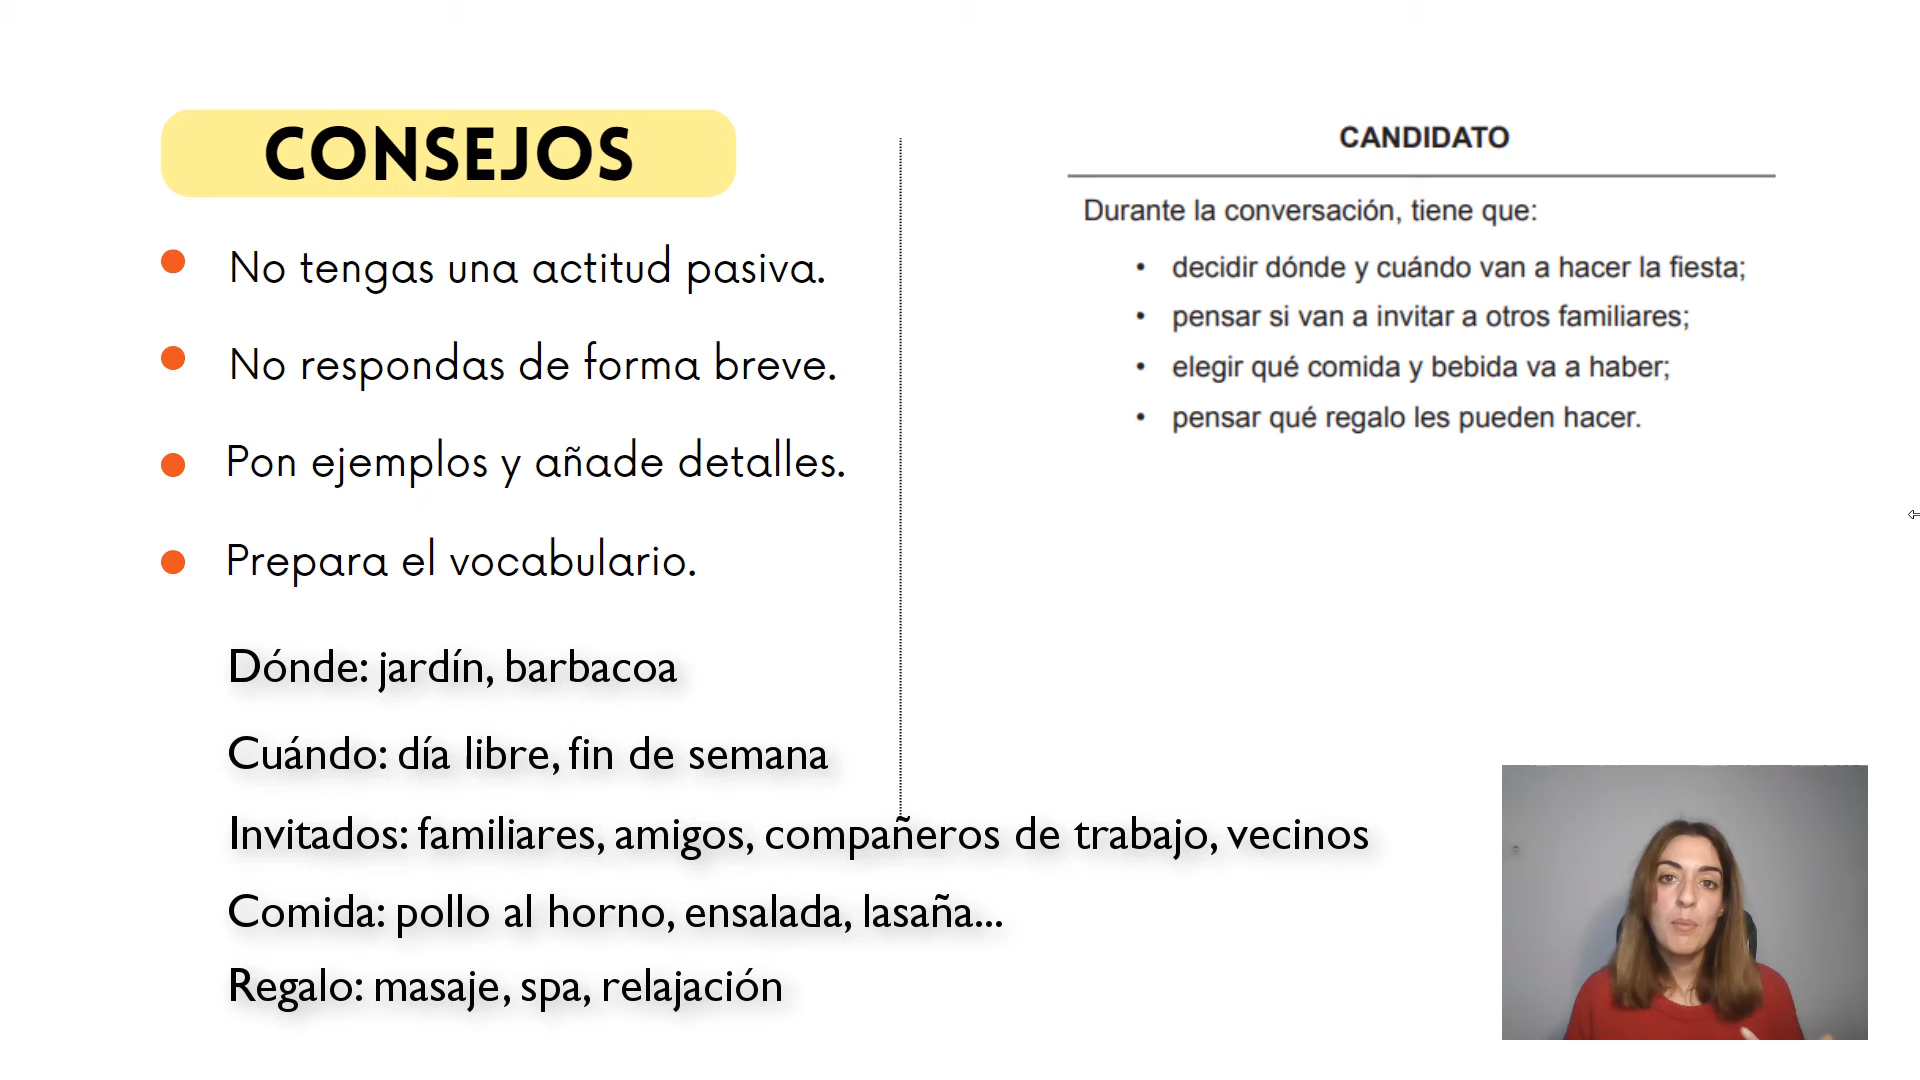 CONSEJOS
No tengas una actitud pasiva.
No respondas de forma breve.
Pon ejemplos y añade detalles.
Prepara el vocabulario.
Dónde: jardín, barbacoa
Cuándo: día libre, fin de semana
Invitados: familiares, amigos, compañeros de trabajo, vecinos
Comida: pollo al horno, ensalada, lasaña...
Regalo: masaje, spa, relajación
CANDIDATO
Durante la conversación, tiene que:
• decidir dónde y cuándo van a hacer la fiesta;
• pensar si van a invitar a otros familiares;
• elegir qué comida y bebida va a haber;
• pensar qué regalo les pueden hacer.